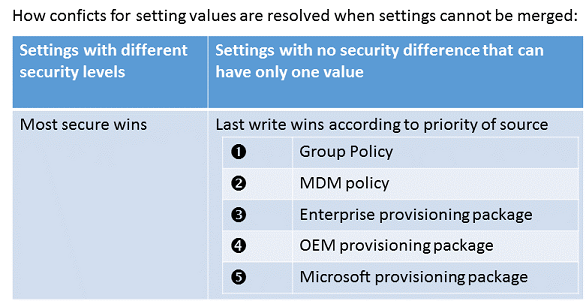 How conficts for setting values are resolved when settings cannot be merged:
Settings with different
security levels
Settings with no security difference that can
have only one value
Most secure wins
Last write wins according to priority of source
❶ Group Policy
❷ MDM policy
❸ Enterprise provisioning package
❹ OEM provisioning package
❺ Microsoft provisioning package